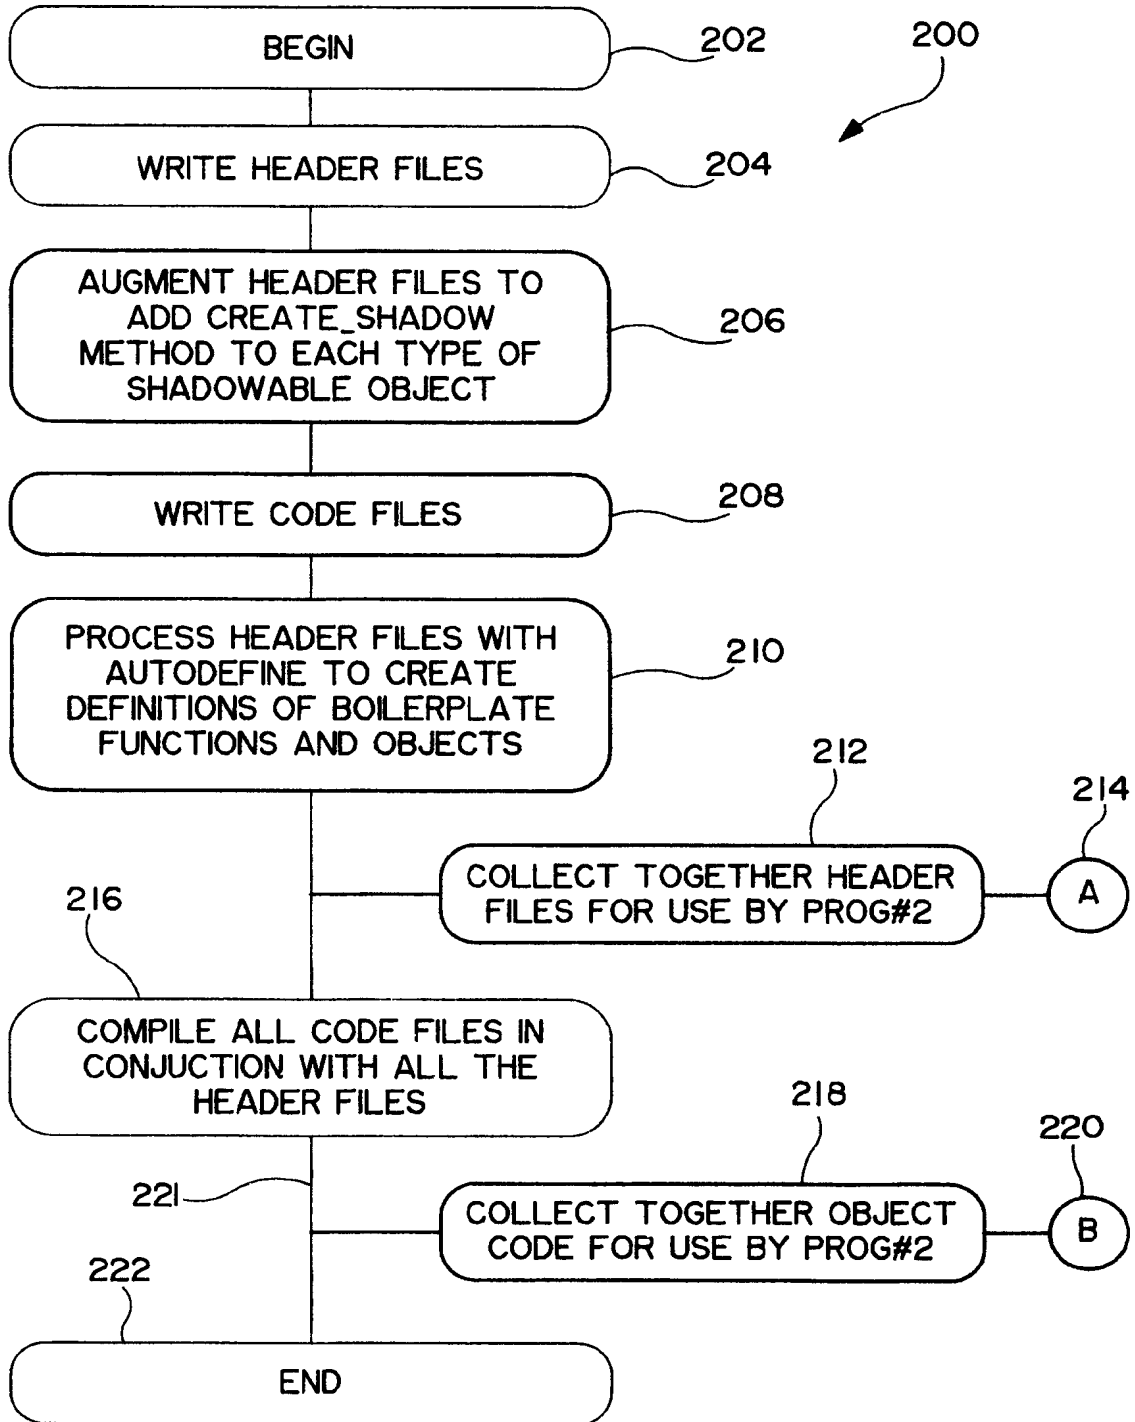 BEGIN
202
200
WRITE HEADER FILES
204
AUGMENT HEADER FILES TO
ADD CREATE_SHADOW
METHOD TO EACH TYPE OF
SHADOWABLE OBJECT
206
WRITE CODE FILES
208
PROCESS HEADER FILES WITH
AUTODEFINE TO CREATE
DEFINITIONS OF BOILERPLATE
FUNCTIONS AND OBJECTS
210
212
214
COLLECT TOGETHER HEADER
FILES FOR USE BY PROG#2
A
216
COMPILE ALL CODE FILES IN
CONJUCTION WITH ALL THE
HEADER FILES
218
220
221
COLLECT TOGETHER OBJECT
CODE FOR USE BY PROG#2
B
222
END